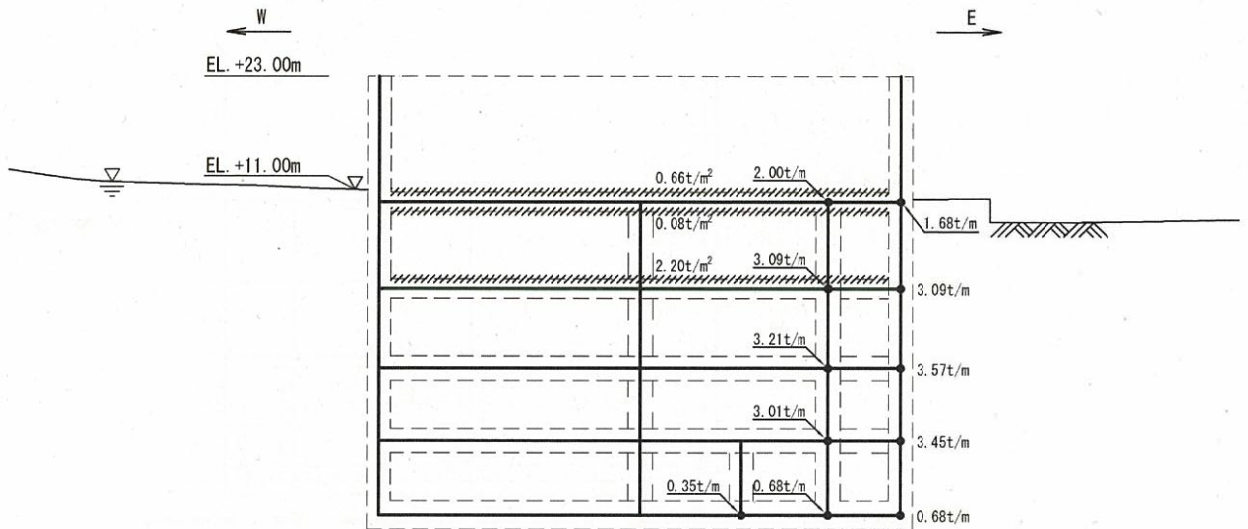 W
E
EL. +23.00m
EL. +11.00m
0.66t/m²
2.00t/m
0.08t/m²
1.68t/m
2.20t/m²
3.09t/m
3.09t/m
3.21t/m
3.57t/m
3.01t/m
3.45t/m
0.35t/m
0.68t/m
0.68t/m